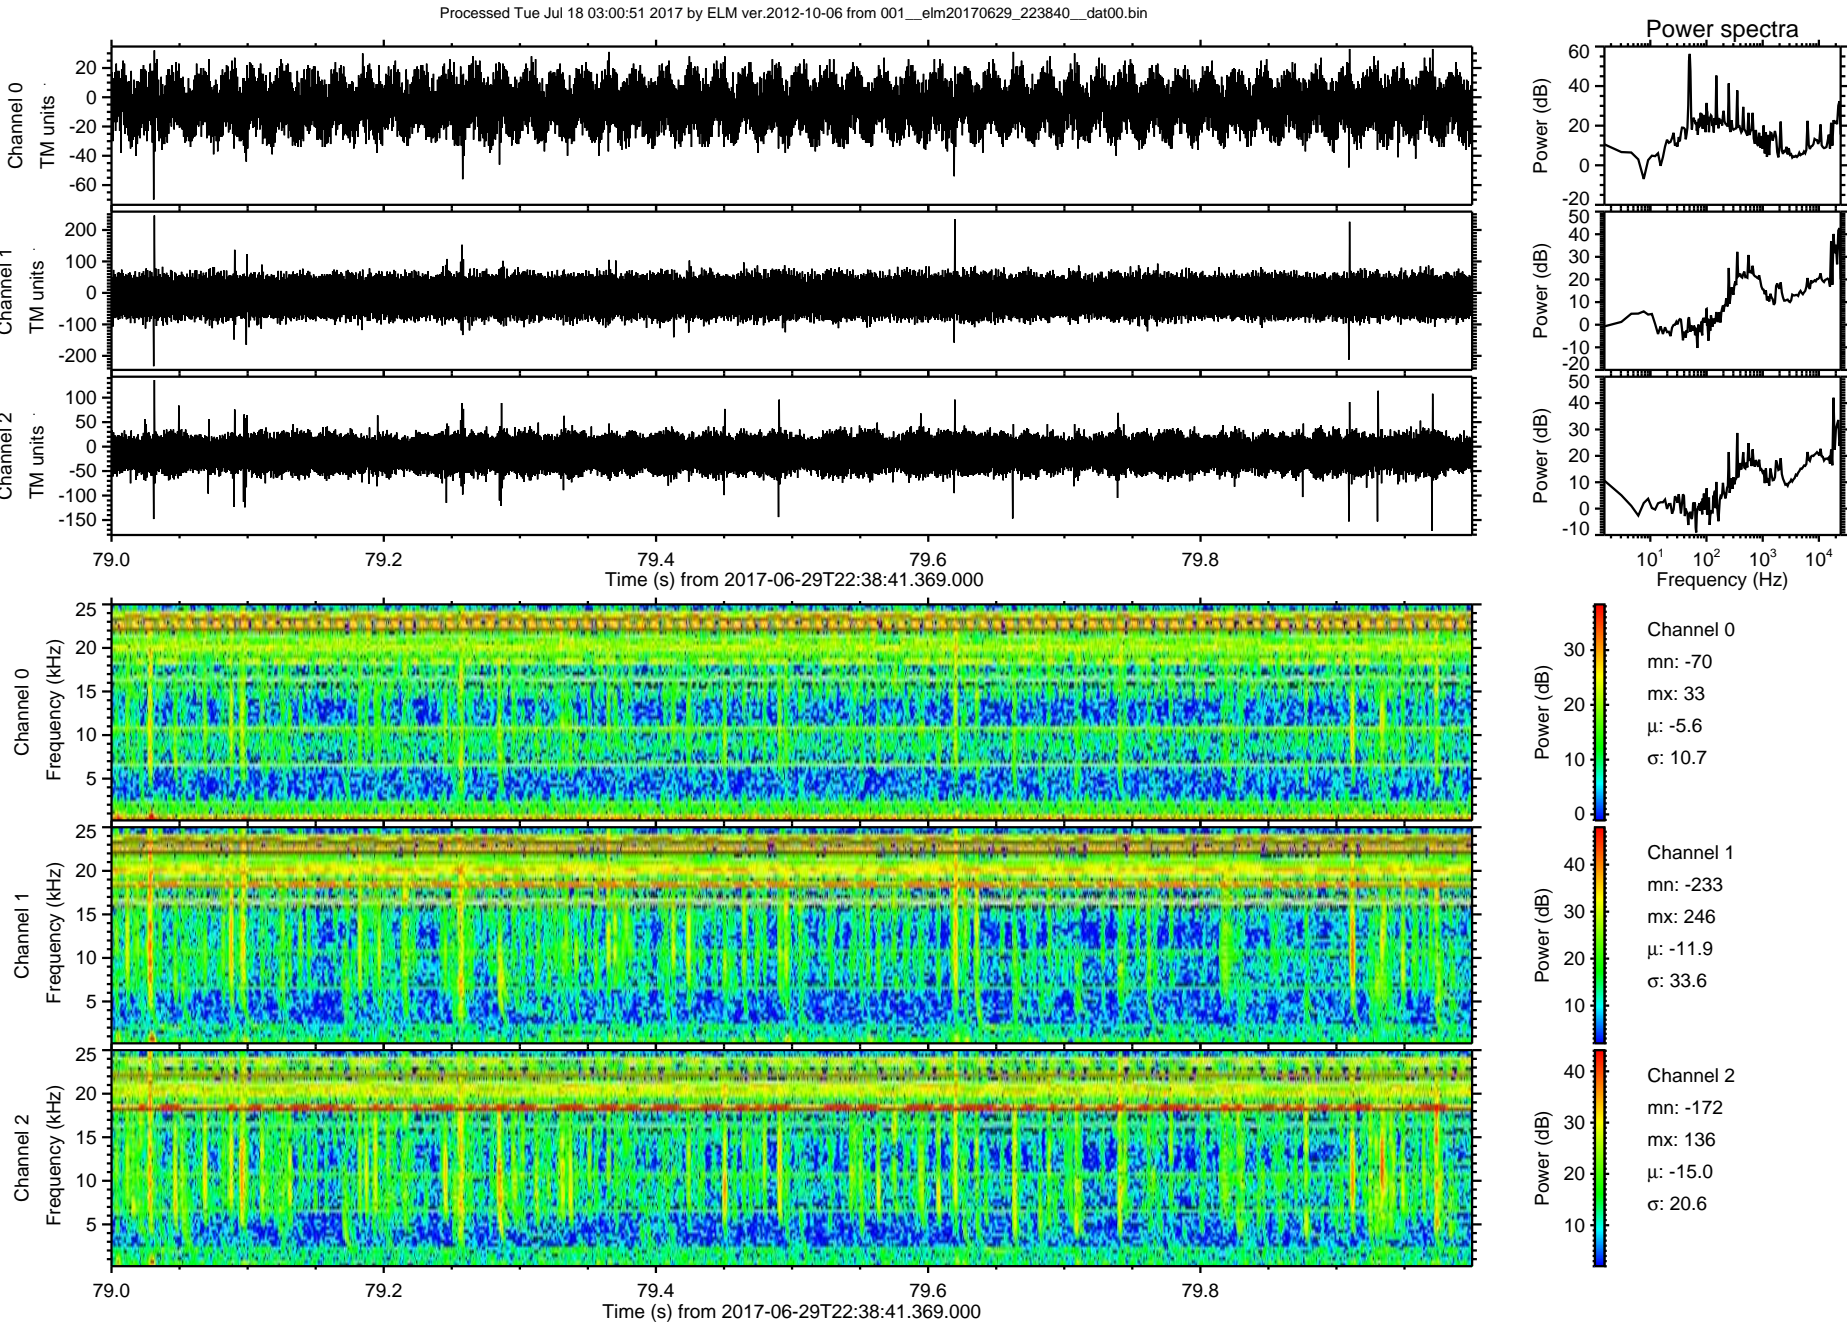 Processed Tue Jul 18 03:00:51 2017 by ELM ver.2012-10-06 from 001__elm20170629_223840__dat00.bin
Power spectra
Channel 0
TM units
20
0
-20
-40
-60
Power (dB)
60
40
20
0
-20
Channel 1
TM units
200
100
0
-100
-200
Power (dB)
50
40
30
20
10
0
-10
-20
Channel 2
TM units
100
50
0
-50
-100
-150
Power (dB)
50
40
30
20
10
0
-10
79.0 79.2 79.4 79.6 79.8
Time (s) from 2017-06-29T22:38:41.369.000
10¹ 10² 10³ 10⁴
Frequency (Hz)
Channel 0
Frequency (kHz)
25
20
15
10
5
Power (dB)
30
20
10
0
Channel 0
mn: -70
mx: 33
μ: -5.6
σ: 10.7
Channel 1
Frequency (kHz)
25
20
15
10
5
Power (dB)
40
30
20
10
Channel 1
mn: -233
mx: 246
μ: -11.9
σ: 33.6
Channel 2
Frequency (kHz)
25
20
15
10
5
Power (dB)
40
30
20
10
Channel 2
mn: -172
mx: 136
μ: -15.0
σ: 20.6
79.0 79.2 79.4 79.6 79.8
Time (s) from 2017-06-29T22:38:41.369.000